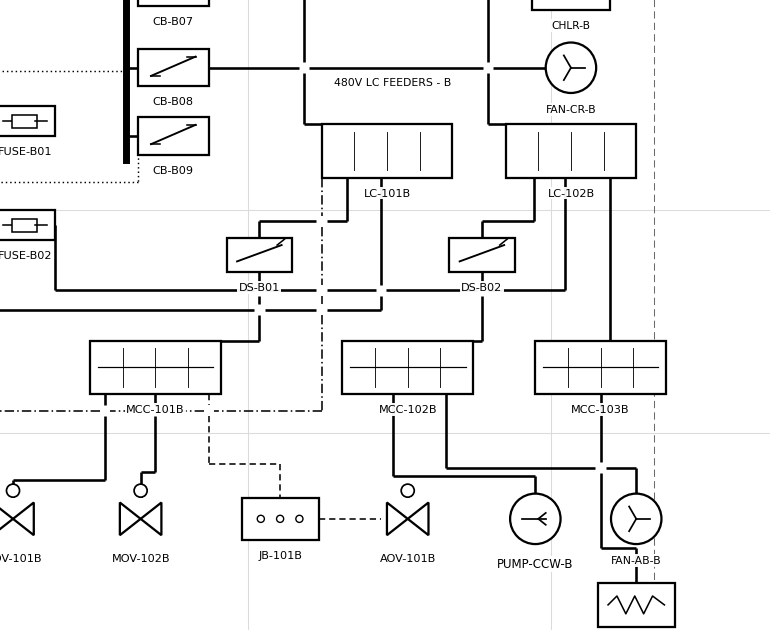 CB-B07
CHLR-B
480V LC FEEDERS - B
CB-B08
FAN-CR-B
FUSE-B01
CB-B09
LC-101B
LC-102B
FUSE-B02
DS-B01
DS-B02
MCC-101B
MCC-102B
MCC-103B
MOV-102B
JB-101B
AOV-101B
PUMP-CCW-B
FAN-AB-B